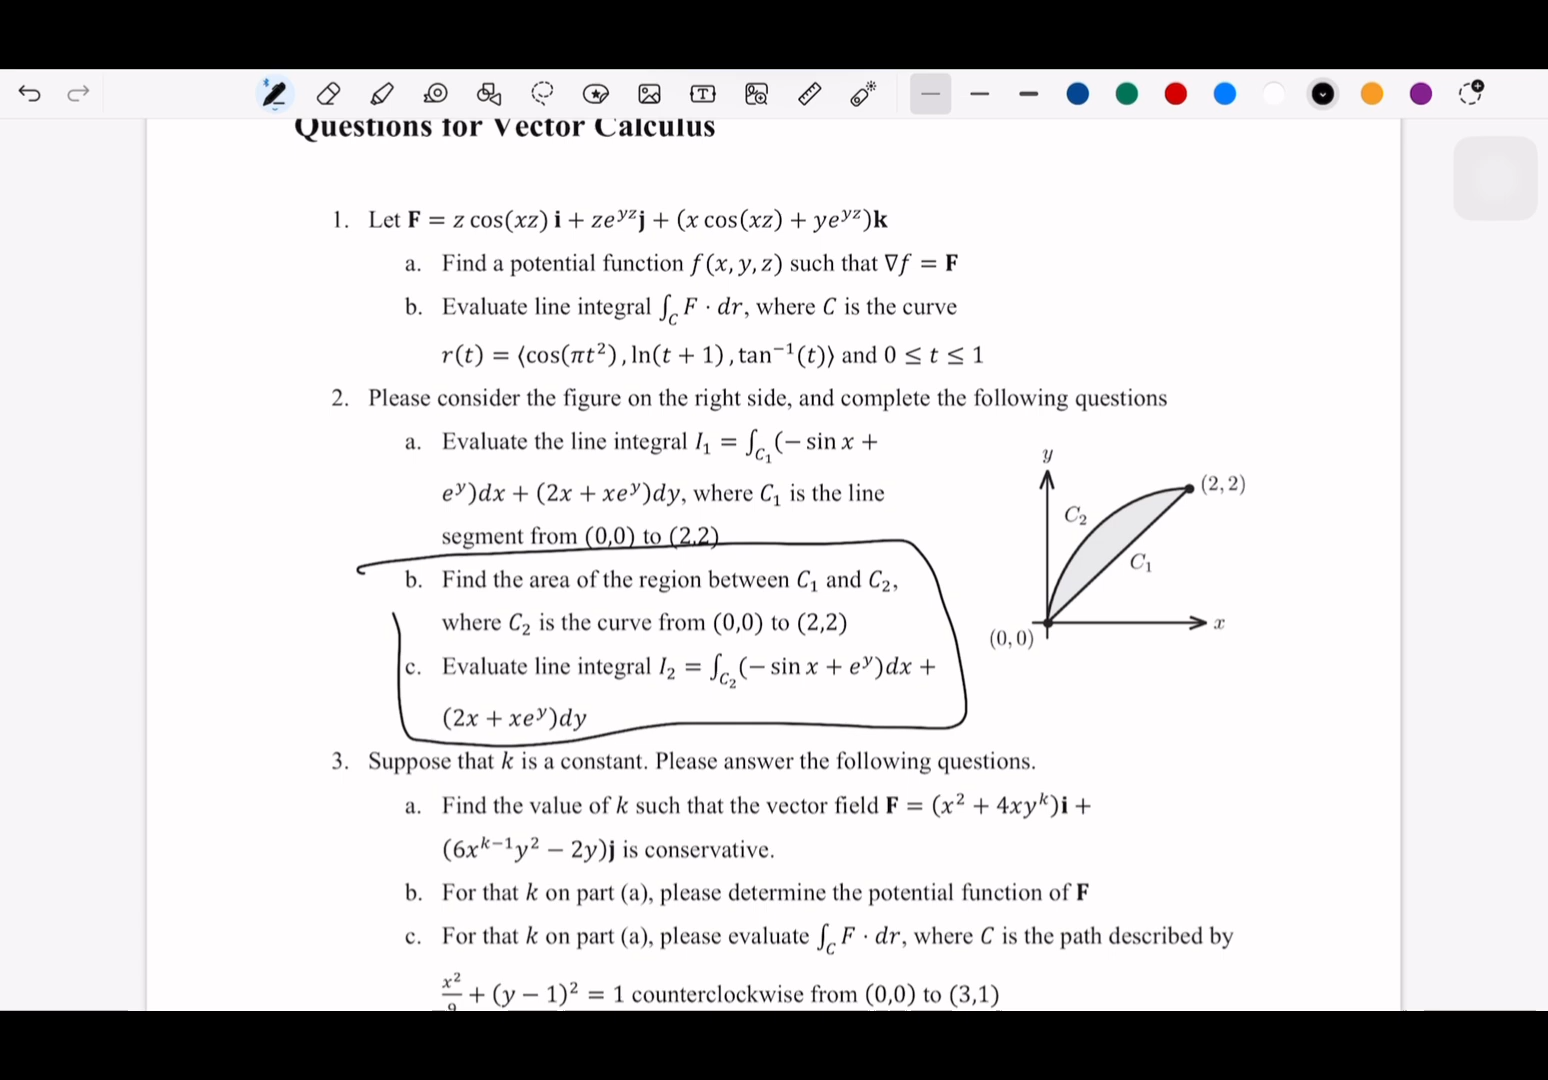 Questions for Vector Calculus
1. Let F = z cos(xz) i + ze^{yz}j + (x cos(xz) + ye^{yz})k
a. Find a potential function f(x, y, z) such that ∇f = F
b. Evaluate line integral ∫_C F · dr, where C is the curve
r(t) = ⟨cos(πt²), ln(t + 1), tan⁻¹(t)⟩ and 0 ≤ t ≤ 1
2. Please consider the figure on the right side, and complete the following questions
a. Evaluate the line integral I₁ = ∫_{C₁}(− sin x +
e^y)dx + (2x + xe^y)dy, where C₁ is the line
segment from (0,0) to (2,2)
b. Find the area of the region between C₁ and C₂,
where C₂ is the curve from (0,0) to (2,2)
c. Evaluate line integral I₂ = ∫_{C₂}(− sin x + e^y)dx +
(2x + xe^y)dy
y
(2, 2)
C₂
C₁
(0, 0)
x
3. Suppose that k is a constant. Please answer the following questions.
a. Find the value of k such that the vector field F = (x² + 4xy^k)i +
(6x^{k−1}y² − 2y)j is conservative.
b. For that k on part (a), please determine the potential function of F
c. For that k on part (a), please evaluate ∫_C F · dr, where C is the path described by
x²/9 + (y − 1)² = 1 counterclockwise from (0,0) to (3,1)